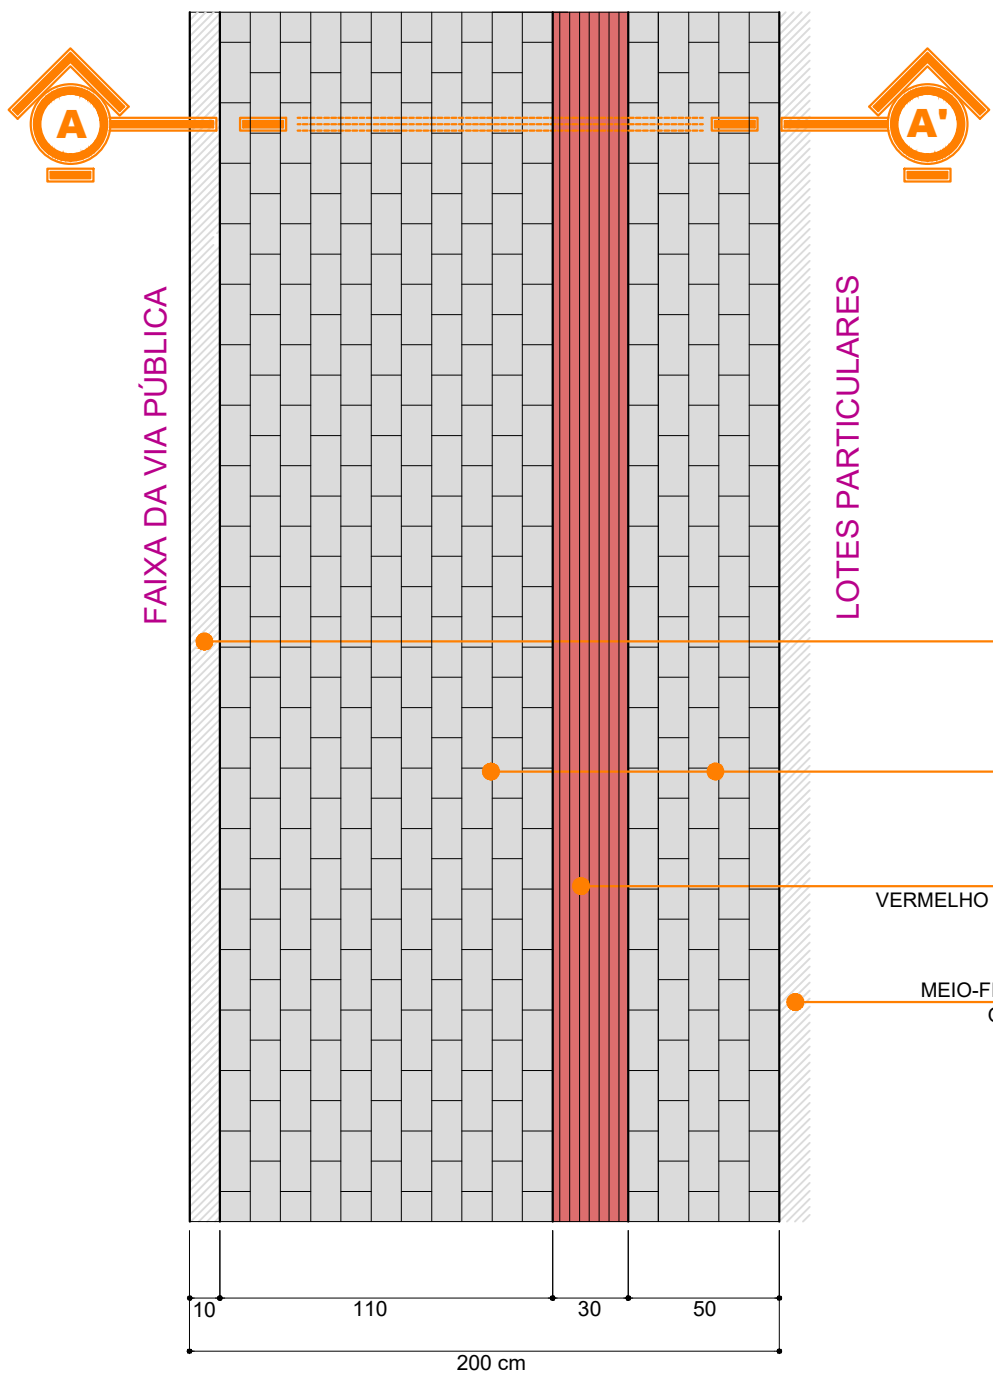 A
A'
FAIXA DA VIA PÚBLICA
LOTES PARTICULARES
VERMELHO
10
110
30
50
200 cm